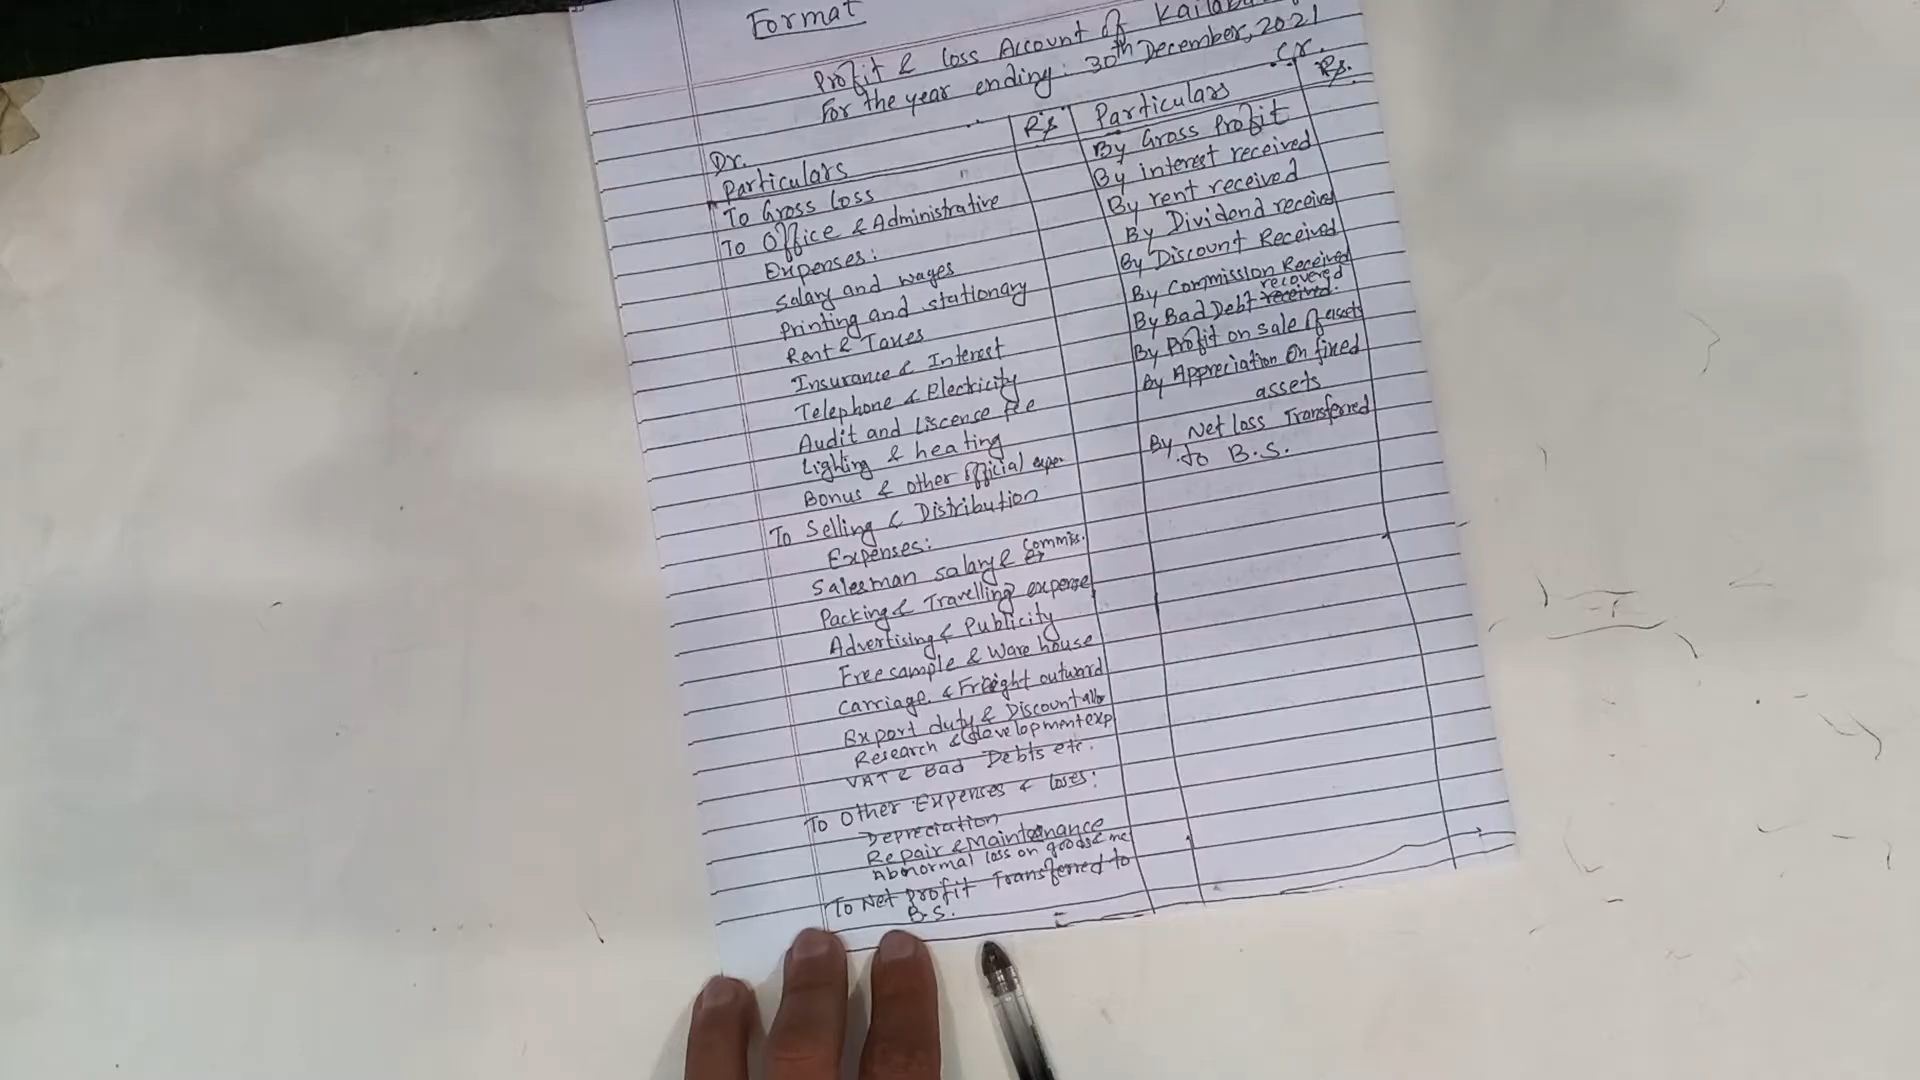 Format
Profit & loss Account of
For the year ending: 30th December, 2021
Dr.
Cr.
Particulars
Rs
Particulars
Rs.
To Gross loss
To Office & Administrative
Expenses:
Salary and wages
Printing and stationary
Rent & Taxes
Insurance & Interest
Telephone & Electricity
Audit and Liscense fee
Lighting & heating
Bonus & other official expen
To Selling & Distribution
Expenses:
Salesman salary & Commis.
Packing & Travelling expense
Advertising & Publicity
Free sample & Ware house
Carriage & Freight outward
Export duty & Discount allo
Research & development exp
VAT & Bad Debts etc.
To Other Expenses & loses:
Depreciation
Repair & Maintenance
Abnormal loss on goods & mc
To Net Profit Transferred to
B.S.
By Gross Profit
By interest received
By rent received
By Dividend received
By Discount Received
By Commission Received
By Bad Debt recovered
By Profit on sale of assets
By Appreciation On fixed
assets
By Net loss Transferred
to B.S.